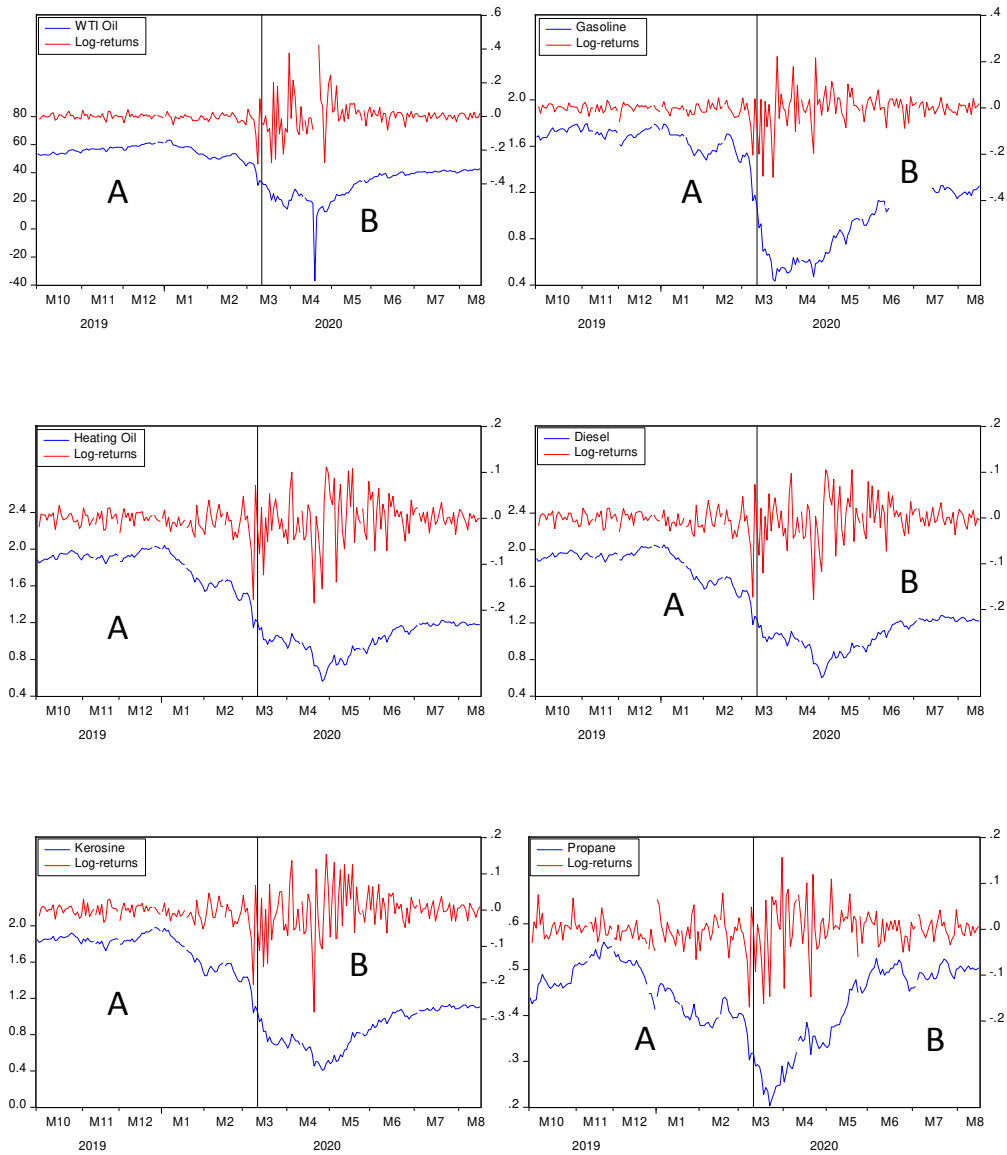 WTI Oil
Log-returns
.6
.4
.2
.0
-.2
-.4
80
60
40
20
0
-20
-40
A
B
M10 M11 M12 M1 M2 M3 M4 M5 M6 M7 M8
2019 2020
Gasoline
Log-returns
.4
.2
.0
-.2
-.4
2.0
1.6
1.2
0.8
0.4
A
B
M10 M11 M12 M1 M2 M3 M4 M5 M6 M7 M8
2019 2020
Heating Oil
Log-returns
.2
.1
.0
-.1
-.2
2.4
2.0
1.6
1.2
0.8
0.4
A
M10 M11 M12 M1 M2 M3 M4 M5 M6 M7 M8
2019 2020
Diesel
Log-returns
.2
.1
.0
-.1
-.2
2.4
2.0
1.6
1.2
0.8
0.4
A
B
M10 M11 M12 M1 M2 M3 M4 M5 M6 M7 M8
2019 2020
Kerosine
Log-returns
.2
.1
.0
-.1
-.2
-.3
2.0
1.6
1.2
0.8
0.4
0.0
A
B
M10 M11 M12 M1 M2 M3 M4 M5 M6 M7 M8
2019 2020
Propane
Log-returns
.2
.1
.0
-.1
-.2
.6
.5
.4
.3
.2
A
B
M10 M11 M12 M1 M2 M3 M4 M5 M6 M7 M8
2019 2020